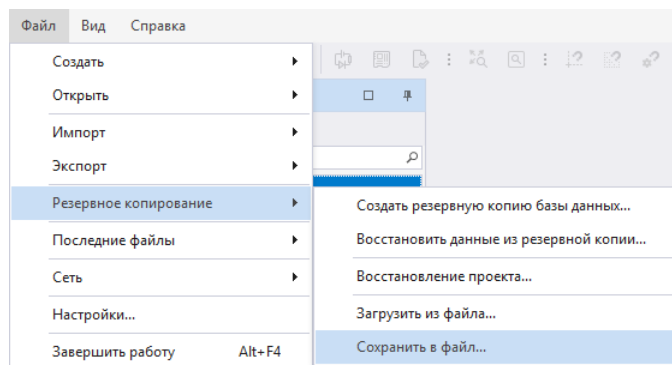 Файл Вид Справка
Создать
Открыть
Импорт
Экспорт
Резервное копирование
Создать резервную копию базы данных...
Последние файлы
Восстановить данные из резервной копии...
Сеть
Восстановление проекта...
Настройки...
Загрузить из файла...
Завершить работу Alt+F4
Сохранить в файл...